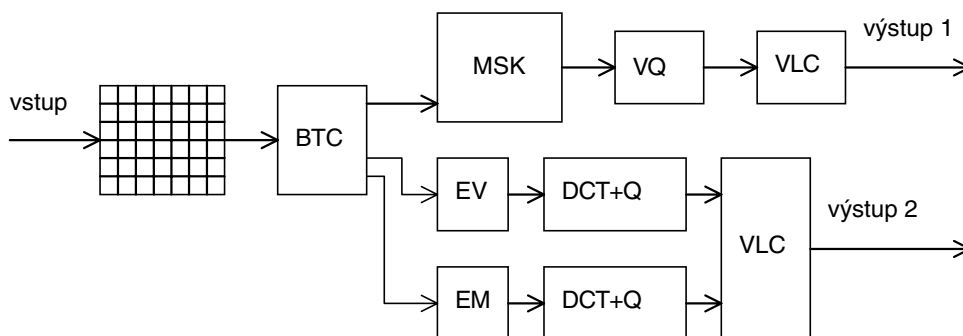 výstup 1
MSK
VQ
VLC
vstup
BTC
EV
DCT+Q
VLC
výstup 2
EM
DCT+Q